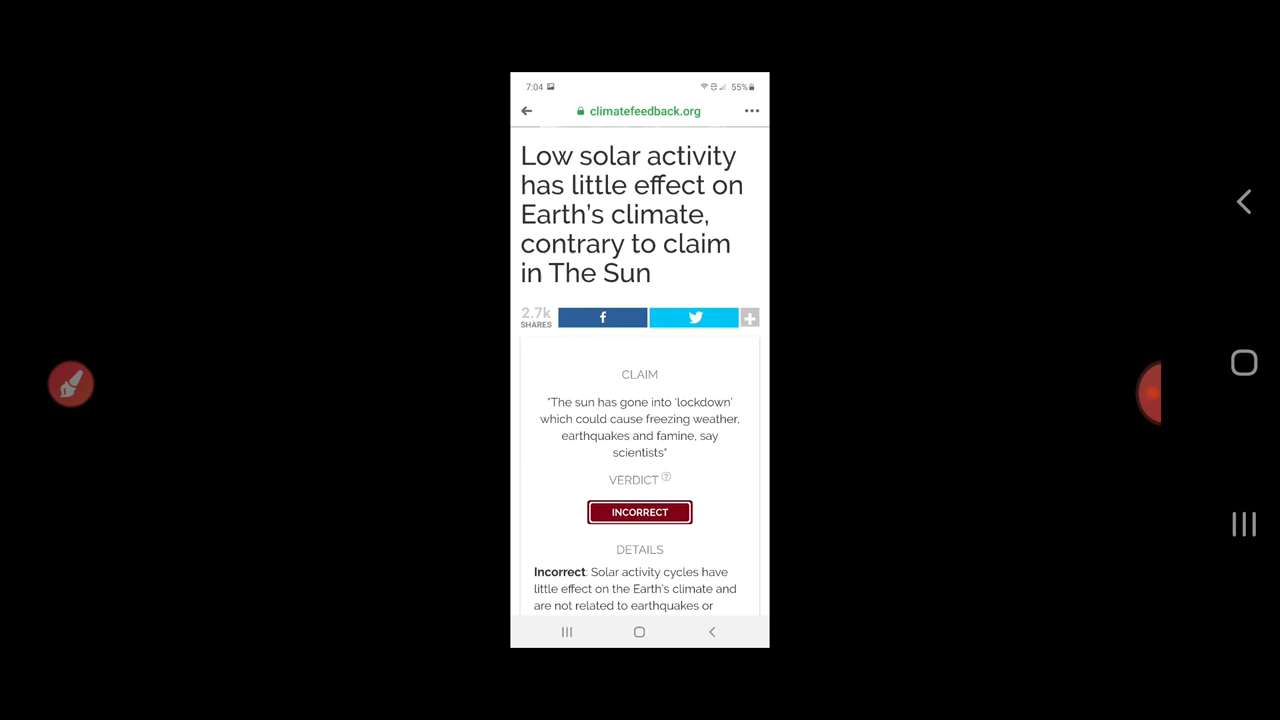 7:04 55%
climatefeedback.org
Low solar activity
has little effect on
Earth's climate,
contrary to claim
in The Sun
2.7k
SHARES
CLAIM
"The sun has gone into 'lockdown'
which could cause freezing weather,
earthquakes and famine, say
scientists"
VERDICT ?
INCORRECT
DETAILS
Incorrect: Solar activity cycles have
little effect on the Earth's climate and
are not related to earthquakes or